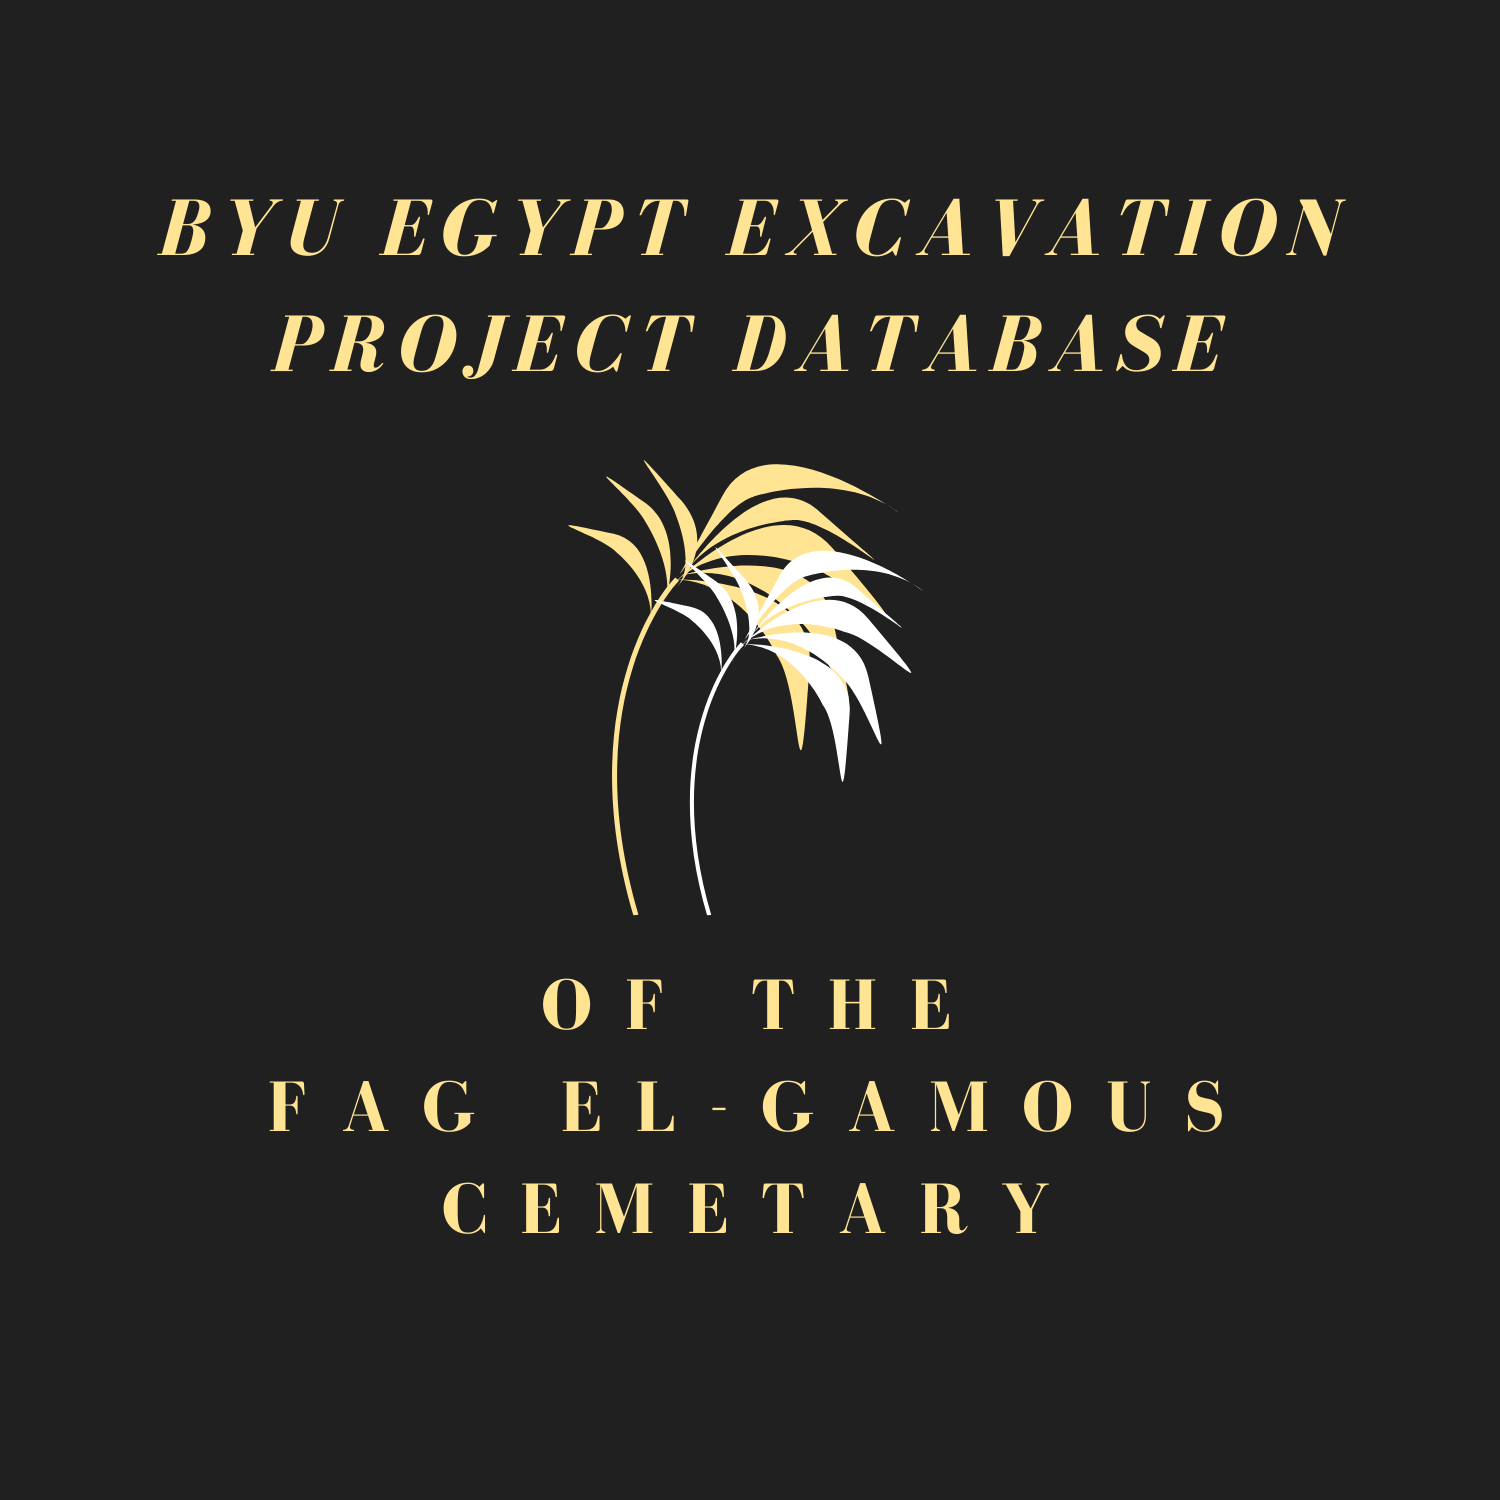 BYU EGYPT EXCAVATION
PROJECT DATABASE
OF THE
FAG EL-GAMOUS
CEMETARY